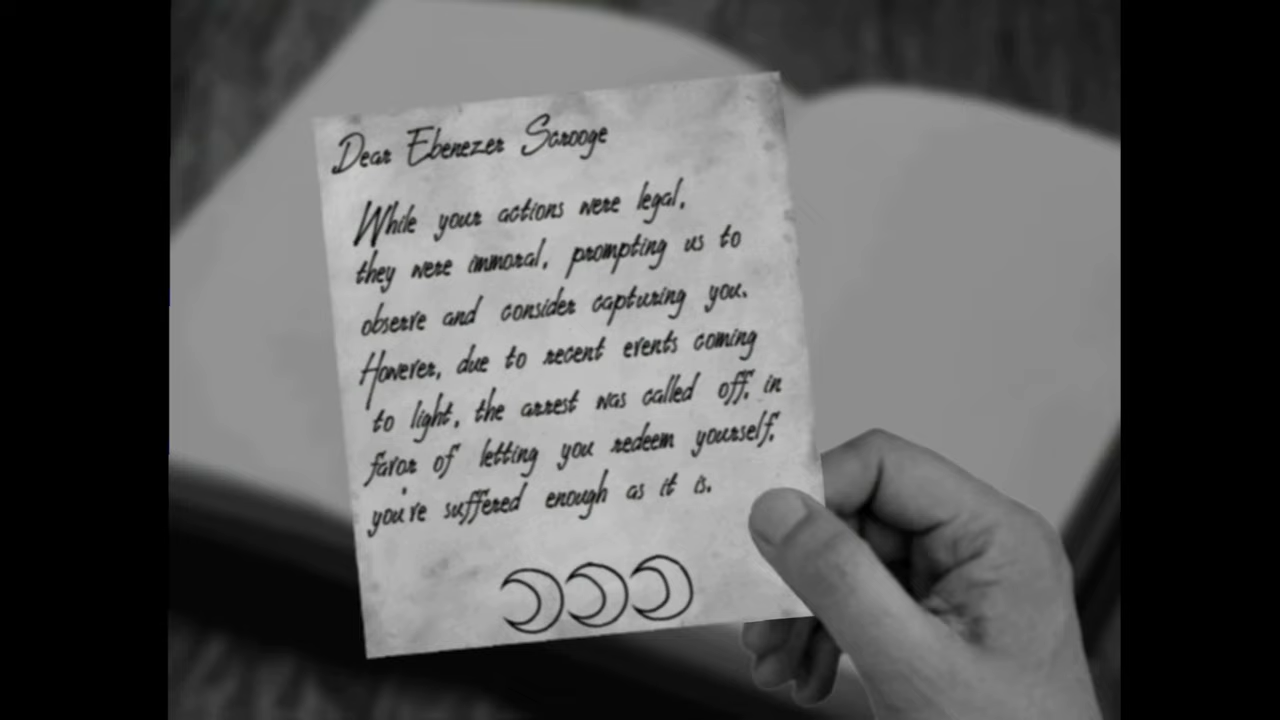 Dear Ebenezer Scrooge
While your actions were legal,
they were immoral, prompting us to
observe and consider capturing you.
However, due to recent events coming
to light, the arrest was called off, in
favor of letting you redeem yourself,
you've suffered enough as it is.